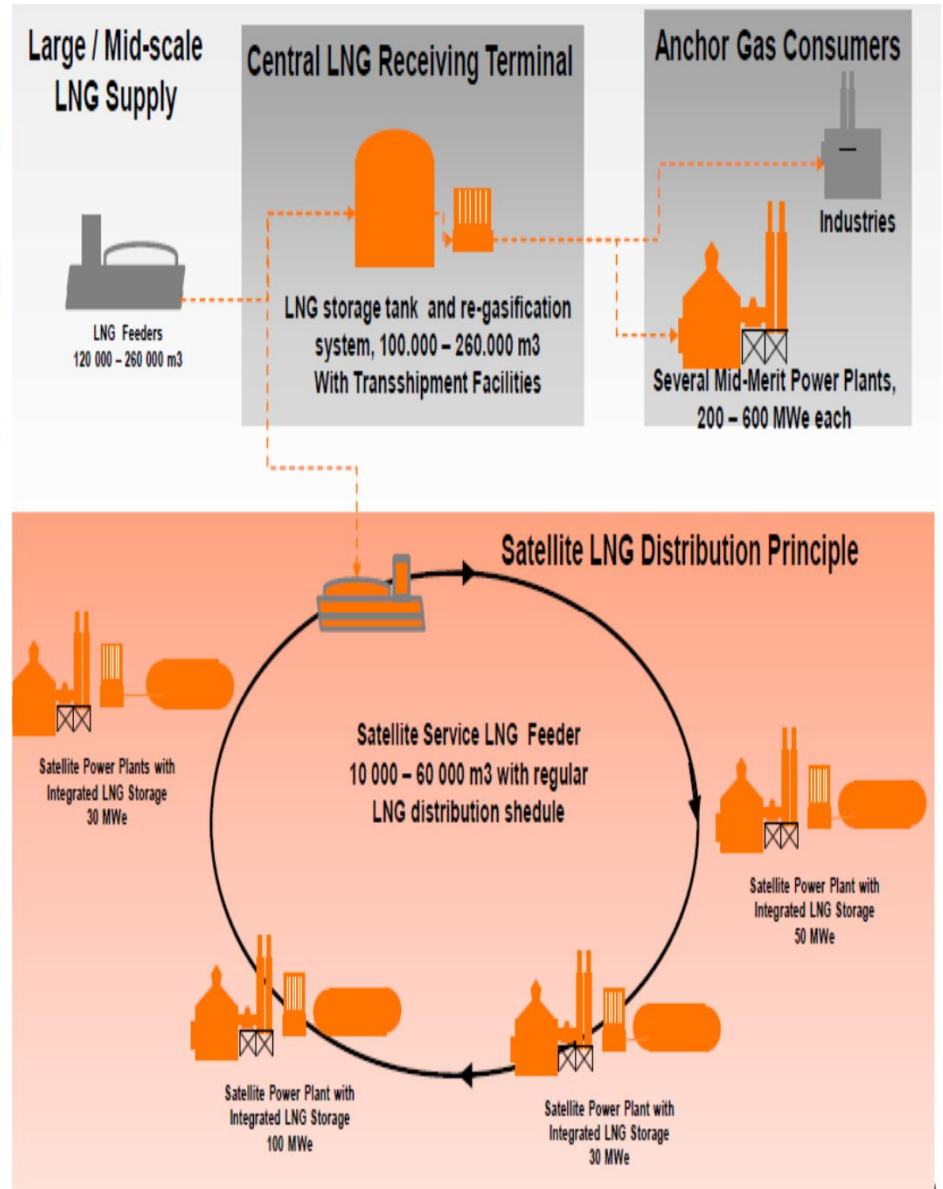 Large / Mid-scale
LNG Supply
Central LNG Receiving Terminal
Anchor Gas Consumers
Industries
LNG Feeders
120 000 – 260 000 m3
LNG storage tank and re-gasification
system, 100.000 – 260.000 m3
With Transshipment Facilities
Several Mid-Merit Power Plants,
200 – 600 MWe each
Satellite LNG Distribution Principle
Satellite Service LNG Feeder
10 000 – 60 000 m3 with regular
LNG distribution shedule
Satellite Power Plants with
Integrated LNG Storage
30 MWe
Satellite Power Plant with
Integrated LNG Storage
50 MWe
Satellite Power Plant with
Integrated LNG Storage
100 MWe
Satellite Power Plant with
Integrated LNG Storage
30 MWe